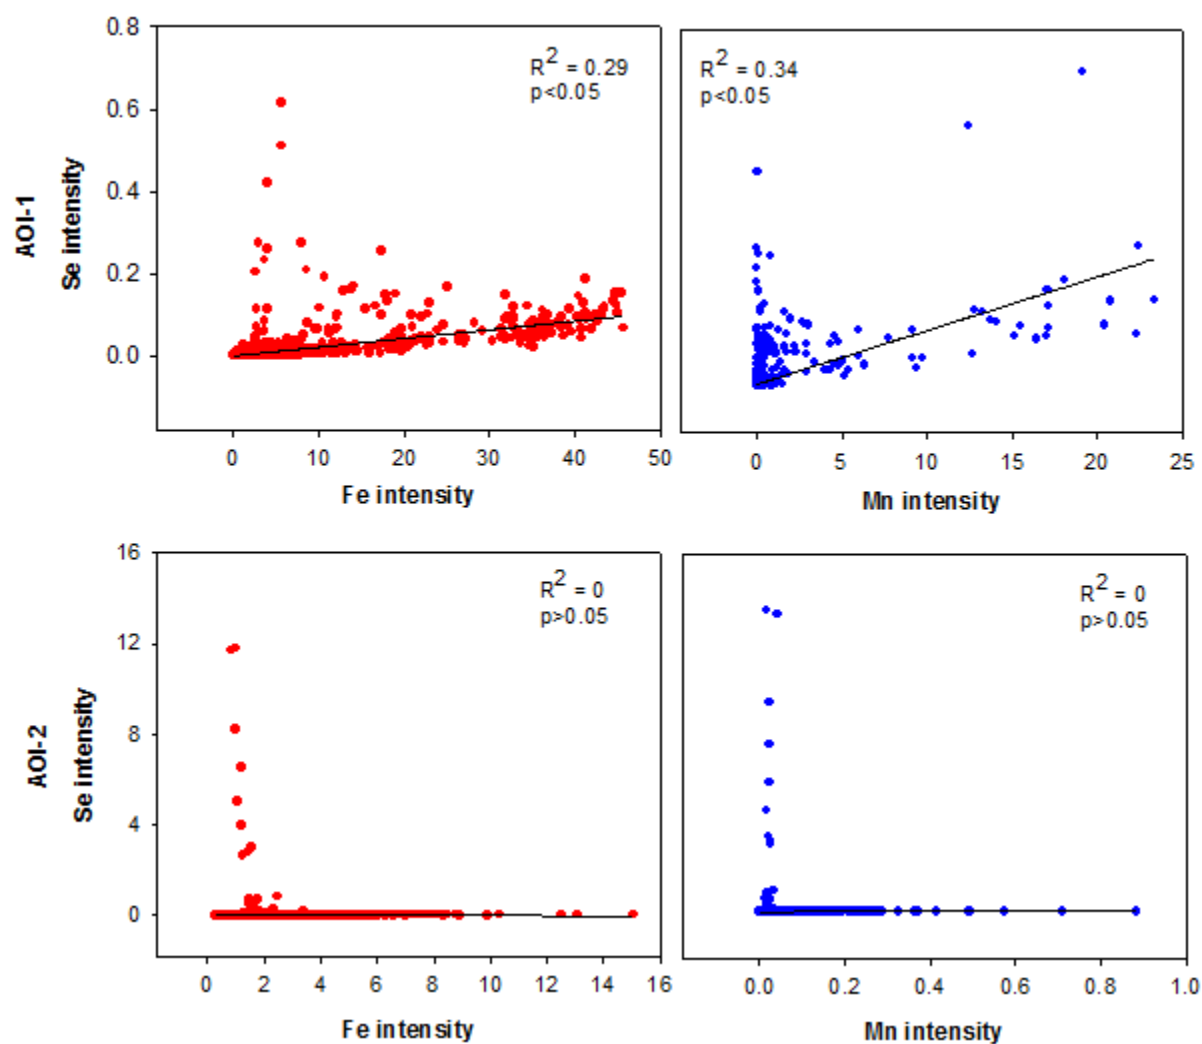 0.8
0.6
0.4
0.2
0.0
AOI-1
Se intensity
R2 = 0.29
p<0.05
0 10 20 30 40 50
Fe intensity
R2 = 0.34
p<0.05
0 5 10 15 20 25
Mn intensity
16
12
8
4
0
AOI-2
Se intensity
R2 = 0
p>0.05
0 2 4 6 8 10 12 14 16
Fe intensity
R2 = 0
p>0.05
0.0 0.2 0.4 0.6 0.8 1.0
Mn intensity